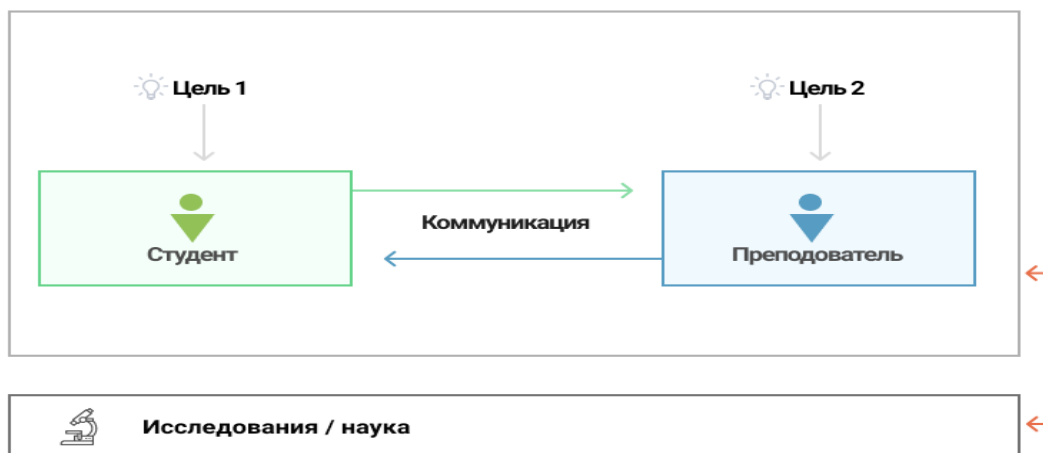 Цель 1
Цель 2
Коммуникация
Студент
Преподователь
Исследования / наука